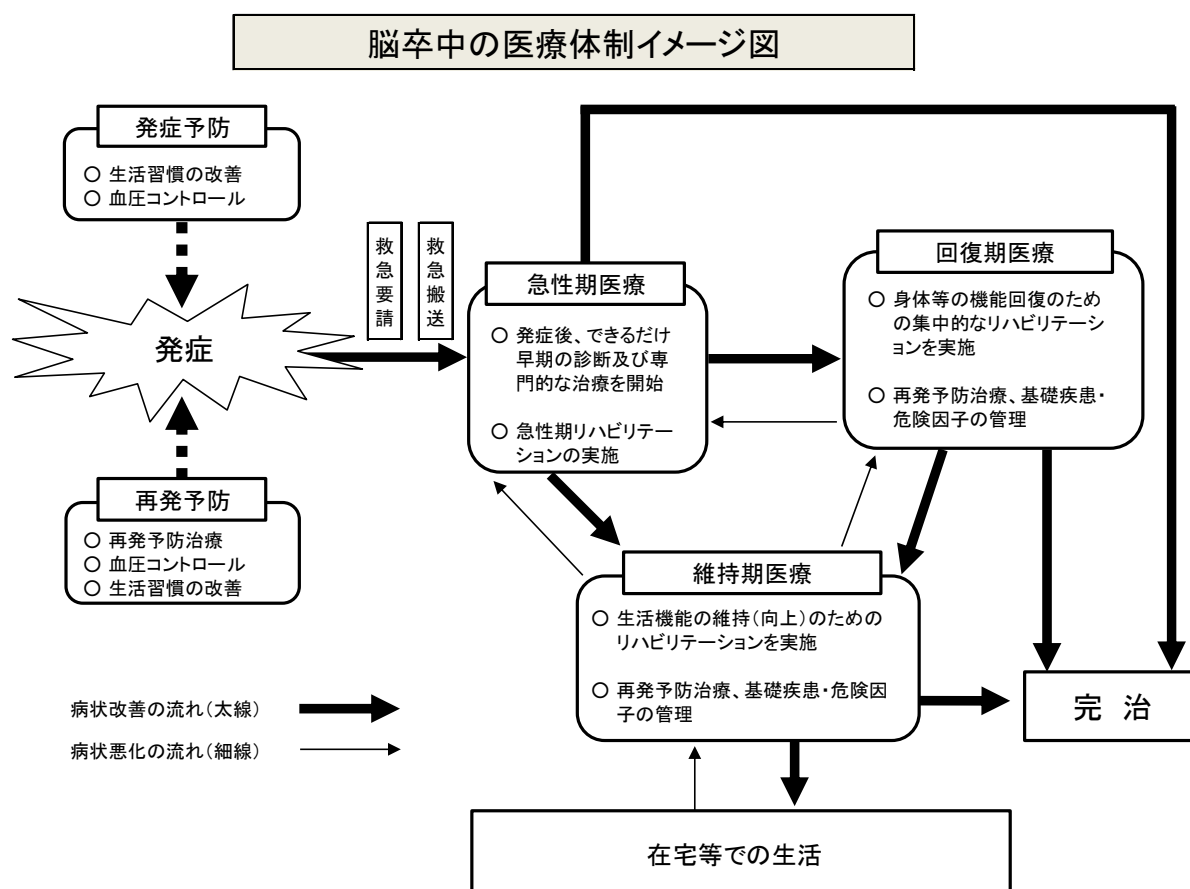 脳卒中の医療体制イメージ図
発症予防
○ 生活習慣の改善
○ 血圧コントロール
救急要請
救急搬送
発症
急性期医療
○ 発症後、できるだけ
早期の診断及び専
門的な治療を開始
○ 急性期リハビリテー
ションの実施
回復期医療
○ 身体等の機能回復のため
の集中的なリハビリテーシ
ョンを実施
○ 再発予防治療、基礎疾患・
危険因子の管理
再発予防
○ 再発予防治療
○ 血圧コントロール
○ 生活習慣の改善
維持期医療
○ 生活機能の維持(向上)のための
リハビリテーションを実施
○ 再発予防治療、基礎疾患・危険因
子の管理
完 治
病状改善の流れ(太線)
病状悪化の流れ(細線)
在宅等での生活